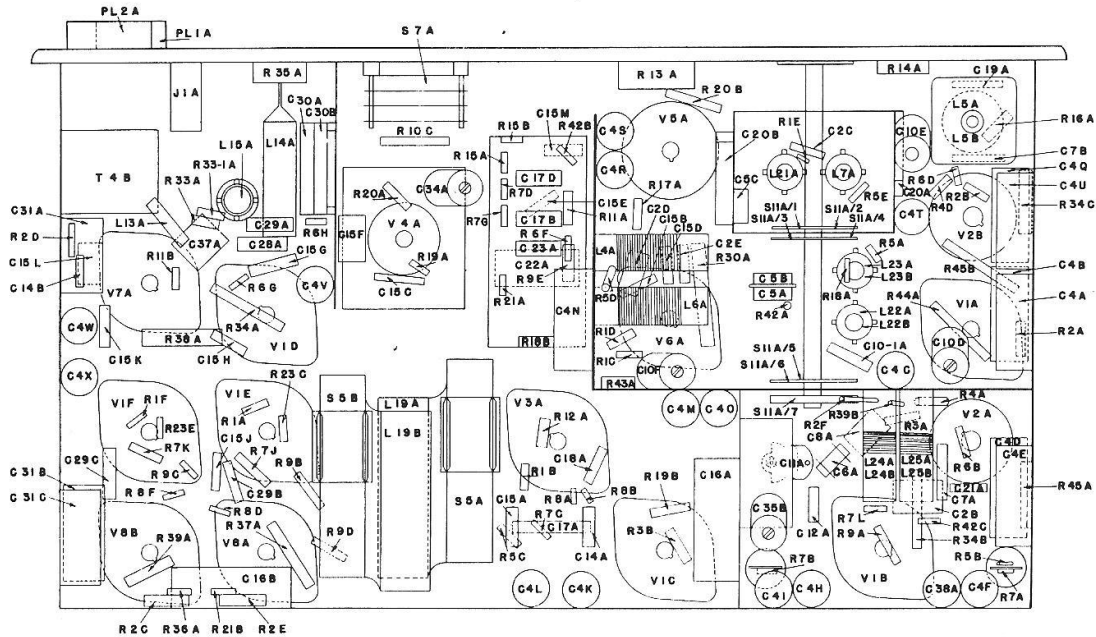 PL2A
PL1A
S7A
R35A
R13A
R20B
R14A
C19A
J1A
C30A
C30B
L5A
L5B
R16A
C7B
C4Q
C4U
R34C
R10C
R15B
C15M
R42B
C4S
V5A
C20B
R1E
C2C
C10E
L14A
L15A
R33-1A
R33A
T4B
R15A
C17D
C4R
L21A
L7A
R6D
C31A
R2D
L13A
C37A
C29A
C28A
R6H
C15G
R20A
C34A
V4A
C15F
R7D
C15E
R7G
C17B
R11A
R17A
C5C
R5E
C20A
R4D
R2B
C2D
C15B
C15D
S11A/1
S11A/3
S11A/2
S11A/4
C4T
V2B
C15L
C14B
V7A
R11B
R6G
C4V
R19A
C15C
R6F
C23A
C22A
R9E
R21A
L4A
C2E
R30A
R5D
C5B
C5A
R42A
R5A
L23A
L23B
R18A
R45B
C4B
C4A
R2A
C4W
C15K
R38A
R34A
C15H
V1D
C4N
R18B
L6A
R1D
V6A
R1C
R43A
C10F
L22A
L22B
C10-1A
R44A
V1A
C10D
C4X
V1F
R1F
R23E
R7K
V1E
R1A
R23C
C15J
R7J
S5B
L19A
L19B
V3A
R12A
C18A
C4M
C4O
S11A/5
S11A/6
S11A/7
C4G
R39B
R2F
C8A
R4A
R3A
V2A
C31B
C29C
R9C
R8F
C29B
R9B
R8D
S5A
R1B
R8A
R8B
R19B
C16A
C11A
C6A
L24A
L24B
L25A
L25B
R6B
C21A
C4D
C4E
C7A
C2B
R45A
C31C
V8B
R39A
R37A
V8A
R9D
C15A
R7C
C17A
R5C
C14A
R3B
V1C
C35B
C12A
R7L
R9A
R42C
R34B
C16B
C4L
C4K
R7B
C4I
C4H
V1B
C38A
C4F
R5B
R7A
R2C
R36A
R21B
R2E